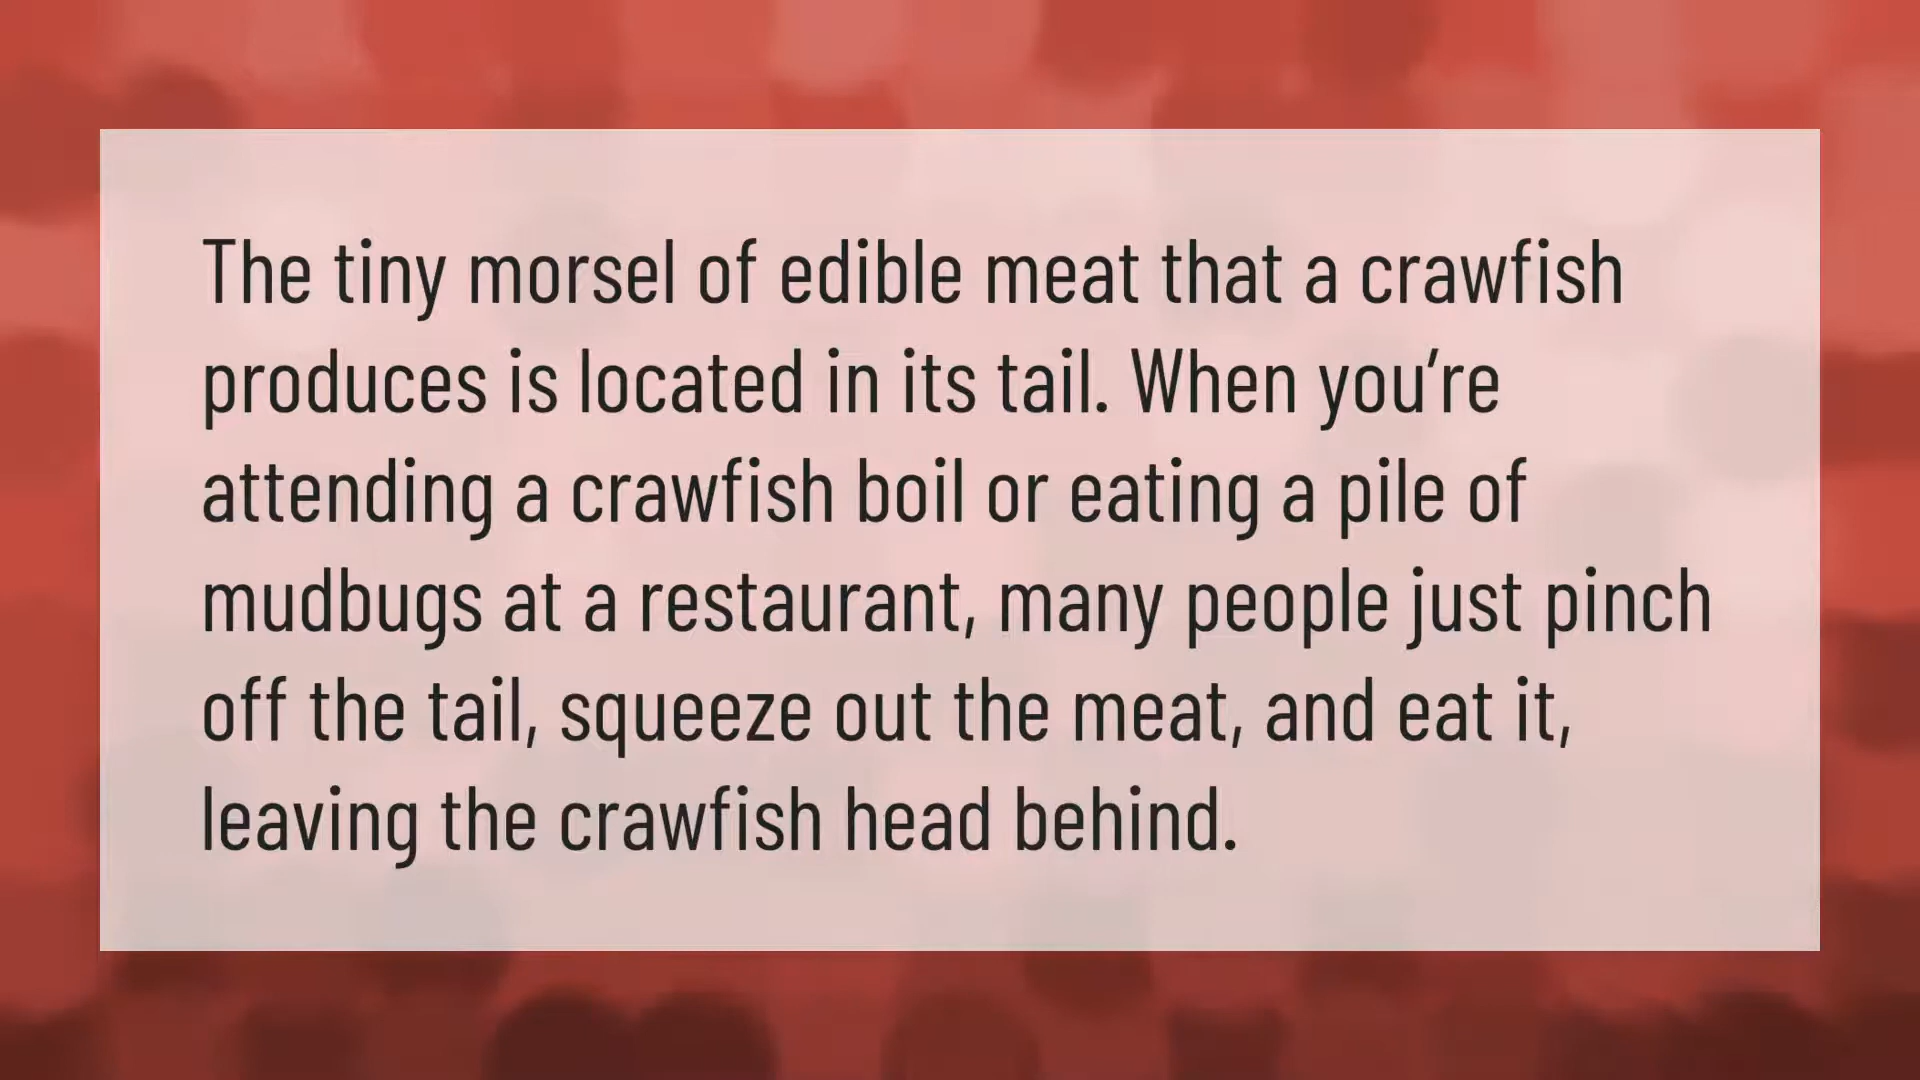 The tiny morsel of edible meat that a crawfish
produces is located in its tail. When you’re
attending a crawfish boil or eating a pile of
mudbugs at a restaurant, many people just pinch
off the tail, squeeze out the meat, and eat it,
leaving the crawfish head behind.